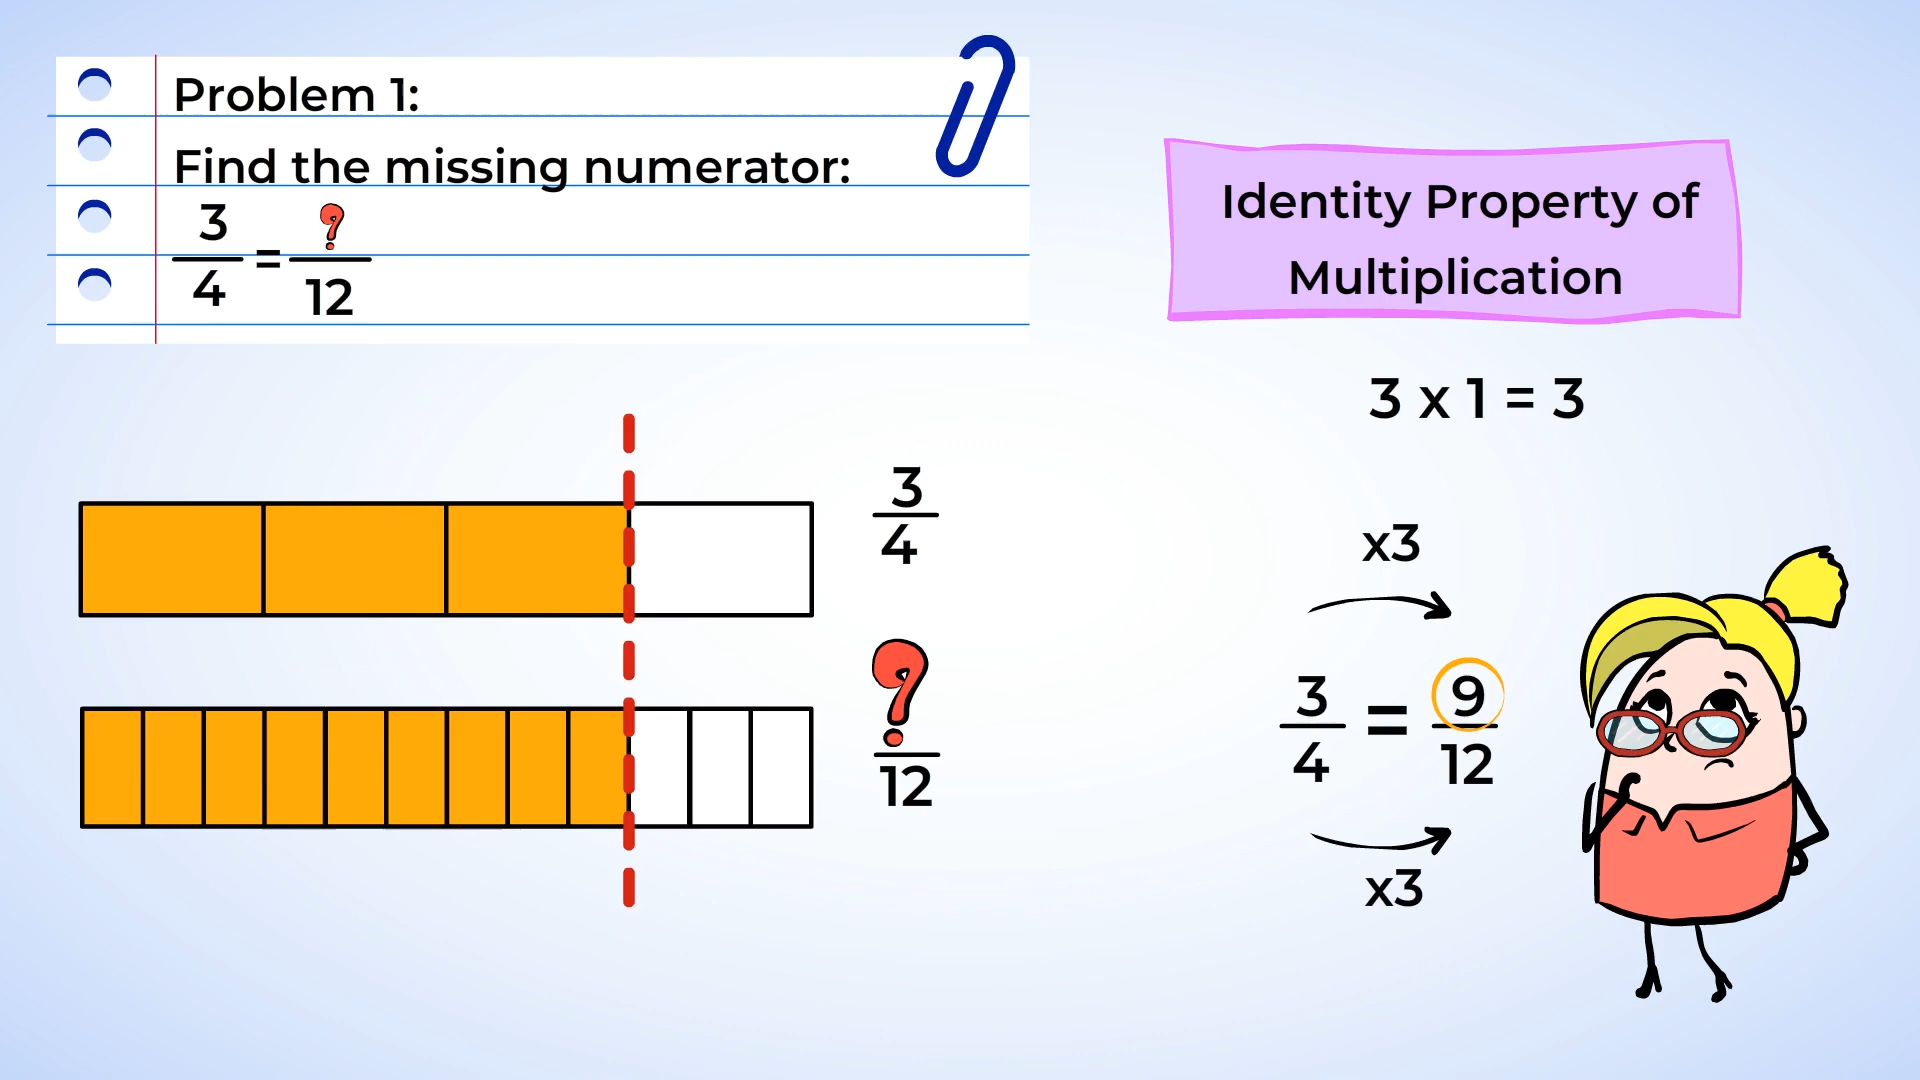 Problem 1:
Find the missing numerator:
3
4
=
?
12
Identity Property of
Multiplication
3 x 1 = 3
3
4
?
12
x3
3
4
=
9
12
x3